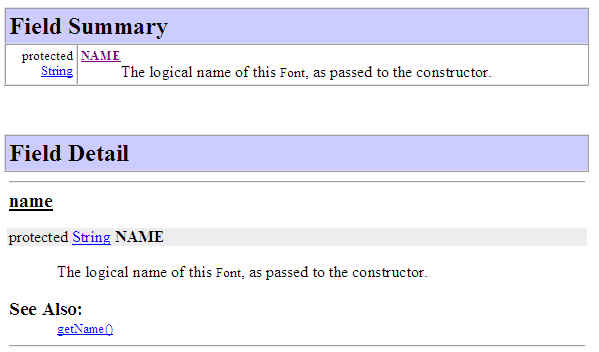 Field Summary
protected NAME
String The logical name of this Font, as passed to the constructor.
Field Detail
name
protected String NAME
The logical name of this Font, as passed to the constructor.
See Also:
getName()